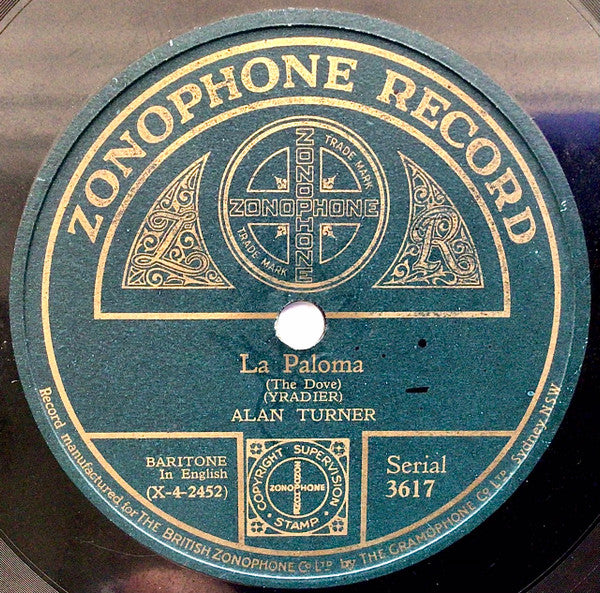 ZONOPHONE RECORD
ZONOPHONE
ZONOPHONE
TRADE MARK
TRADE MARK
Z
R
La Paloma
(The Dove)
(YRADIER)
ALAN TURNER
BARITONE
In English
(X-4-2452)
COPYRIGHT SUPERVISION
STAMP
ZONOPHONE
Serial
3617
Record manufactured for THE BRITISH ZONOPHONE Co LTD by THE GRAMOPHONE Co LTD Sydney N.S.W.